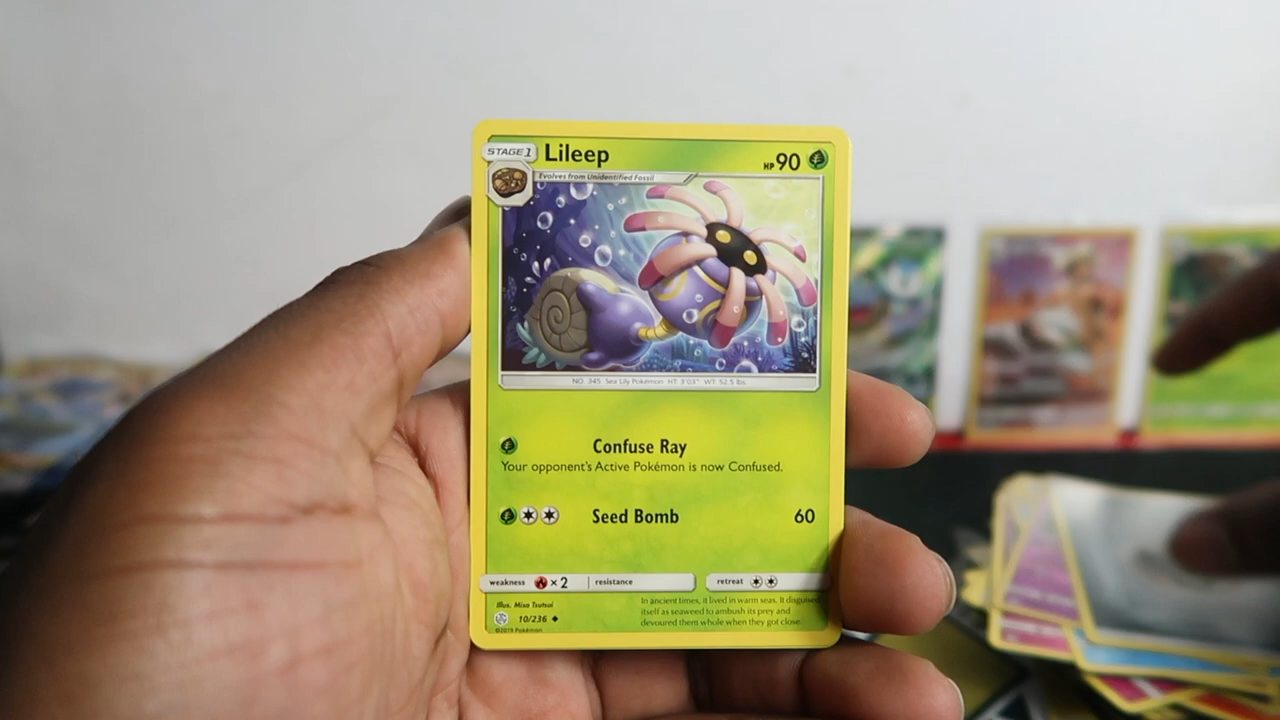 STAGE 1 Lileep HP 90
Evolves from Unidentified Fossil
NO. 345 Sea Lily Pokémon HT 3'03" WT 52.5 lbs
Confuse Ray
Your opponent's Active Pokémon is now Confused.
Seed Bomb 60
weakness ×2 resistance retreat
Illus. Misa Tsutsui
10/236
©2019 Pokémon
In ancient times, it lived in warm seas. It disguised
itself as seaweed to ambush its prey and
devoured them whole when they got close.